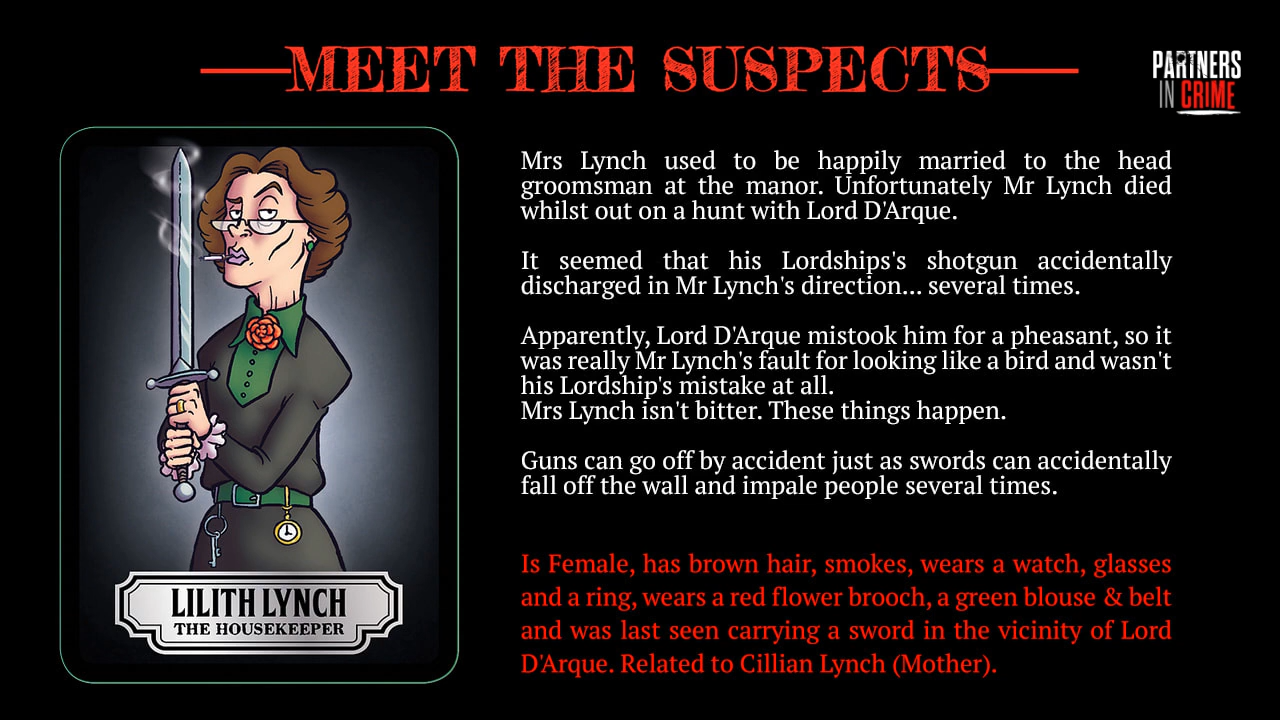 MEET THE SUSPECTS
PARTNERS
IN CRIME
Mrs Lynch used to be happily married to the head
groomsman at the manor. Unfortunately Mr Lynch died
whilst out on a hunt with Lord D'Arque.
It seemed that his Lordships's shotgun accidentally
discharged in Mr Lynch's direction... several times.
Apparently, Lord D'Arque mistook him for a pheasant, so it
was really Mr Lynch's fault for looking like a bird and wasn't
his Lordship's mistake at all.
Mrs Lynch isn't bitter. These things happen.
Guns can go off by accident just as swords can accidentally
fall off the wall and impale people several times.
Is Female, has brown hair, smokes, wears a watch, glasses
and a ring, wears a red flower brooch, a green blouse & belt
and was last seen carrying a sword in the vicinity of Lord
D'Arque. Related to Cillian Lynch (Mother).
LILITH LYNCH
THE HOUSEKEEPER